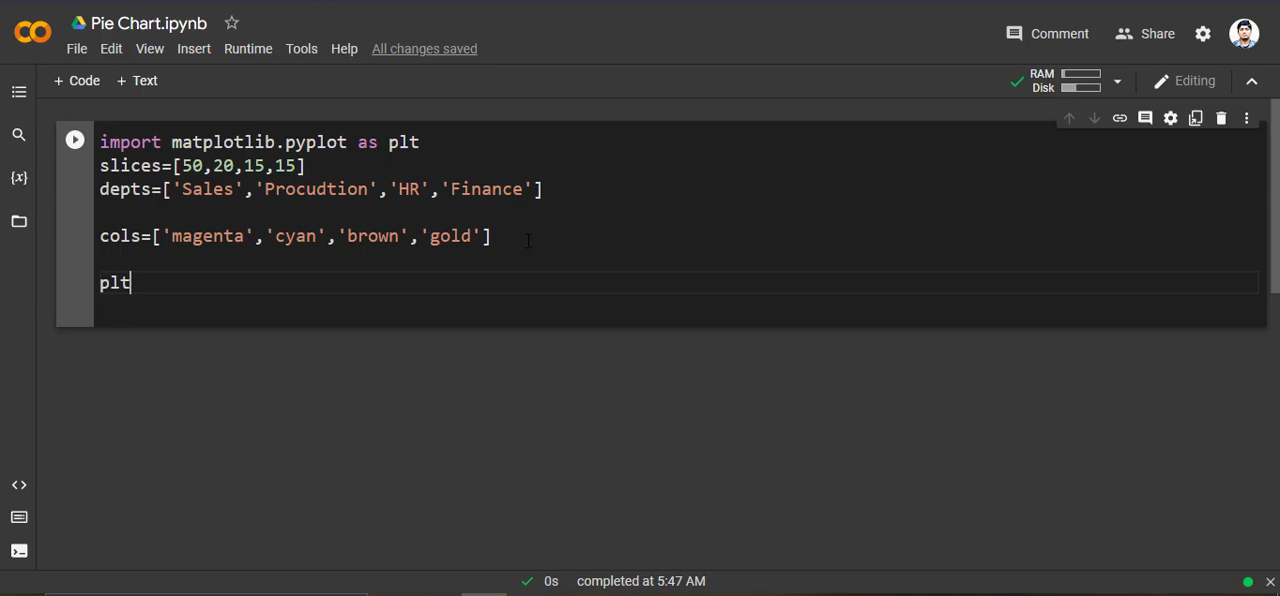 Pie Chart.ipynb
File Edit View Insert Runtime Tools Help All changes saved
Comment Share
+ Code + Text
RAM
Disk
Editing
import matplotlib.pyplot as plt
slices=[50,20,15,15]
depts=['Sales','Procudtion','HR','Finance']
cols=['magenta','cyan','brown','gold']
plt
{x}
0s completed at 5:47 AM